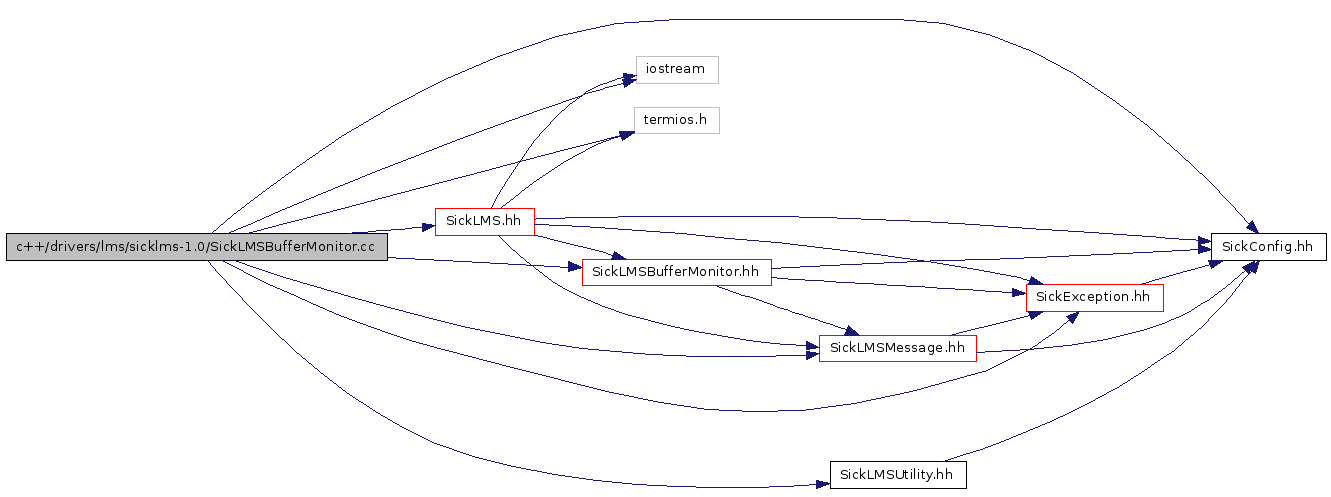 iostream
termios.h
SickLMS.hh
c++/drivers/lms/sicklms-1.0/SickLMSBufferMonitor.cc
SickConfig.hh
SickLMSBufferMonitor.hh
SickException.hh
SickLMSMessage.hh
SickLMSUtility.hh